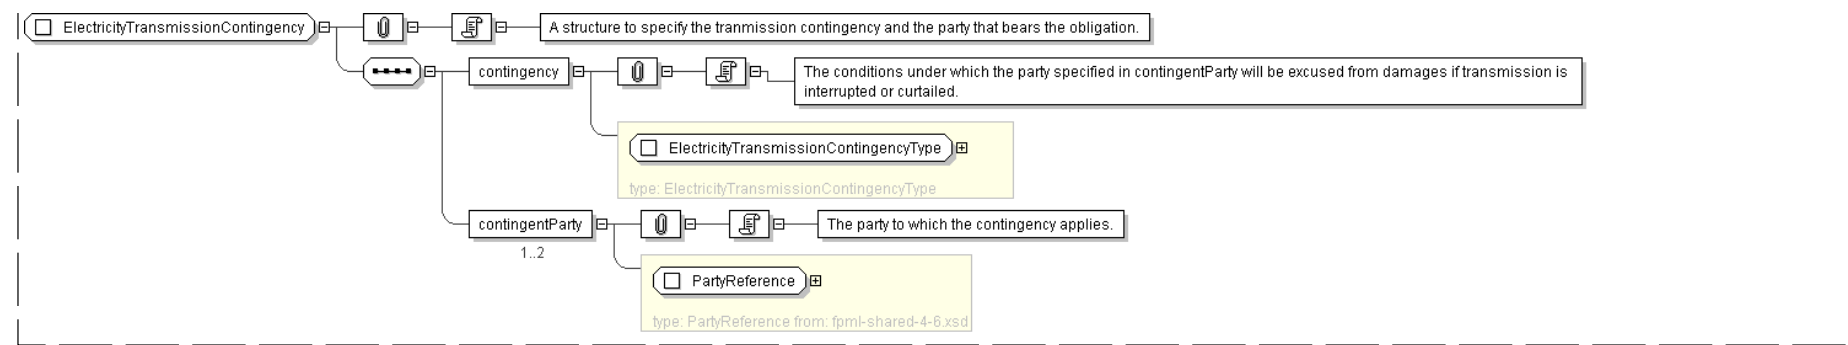 ElectricityTransmissionContingency
A structure to specify the tranmission contingency and the party that bears the obligation.
contingency
The conditions under which the party specified in contingentParty will be excused from damages if transmission is
interrupted or curtailed.
ElectricityTransmissionContingencyType
type: ElectricityTransmissionContingencyType
contingentParty
The party to which the contingency applies.
1..2
PartyReference
type: PartyReference from: fpml-shared-4-6.xsd